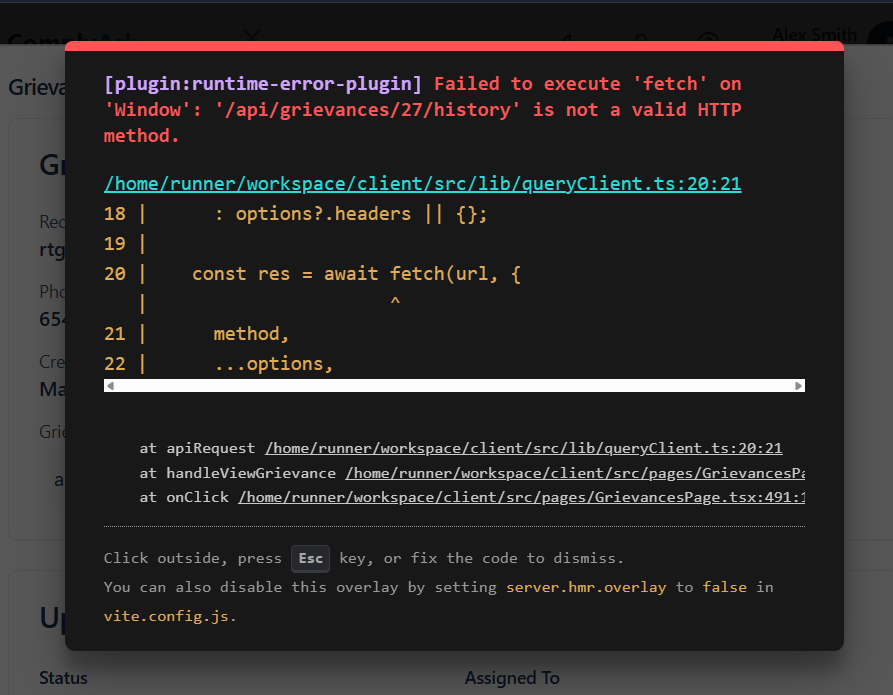 Alex Smith
Grieva
[plugin:runtime-error-plugin] Failed to execute 'fetch' on
'Window': '/api/grievances/27/history' is not a valid HTTP
method.
/home/runner/workspace/client/src/lib/queryClient.ts:20:21
18 |       : options?.headers || {};
19 |
20 |     const res = await fetch(url, {
   |                       ^
21 |       method,
22 |       ...options,
at apiRequest /home/runner/workspace/client/src/lib/queryClient.ts:20:21
at handleViewGrievance /home/runner/workspace/client/src/pages/GrievancesPa
at onClick /home/runner/workspace/client/src/pages/GrievancesPage.tsx:491:1
Click outside, press Esc key, or fix the code to dismiss.
You can also disable this overlay by setting server.hmr.overlay to false in
vite.config.js.
Gr
Rec
rtg
Pho
654
Cre
Ma
Grie
a
Up
Status
Assigned To